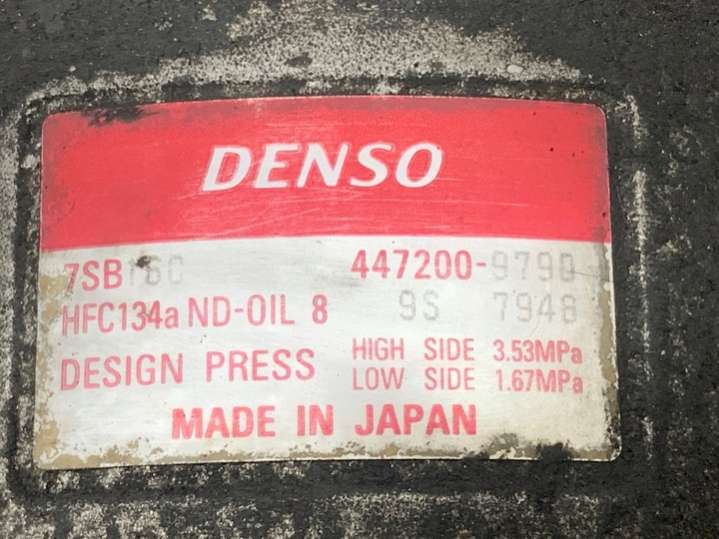 DENSO
7SB16C 447200-9790
HFC134a ND-OIL 8 9S 7948
DESIGN PRESS HIGH SIDE 3.53MPa
LOW SIDE 1.67MPa
MADE IN JAPAN